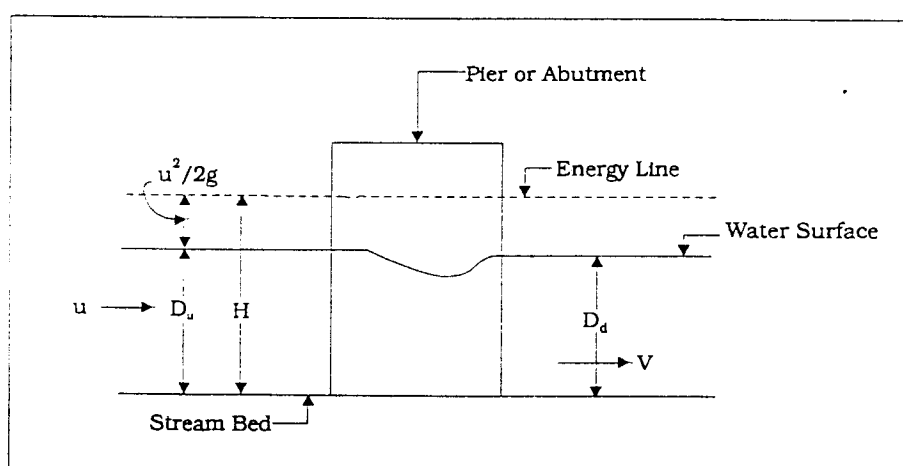 Pier or Abutment
u²/2g
Energy Line
Water Surface
u
Dᵤ
H
D_d
V
Stream Bed